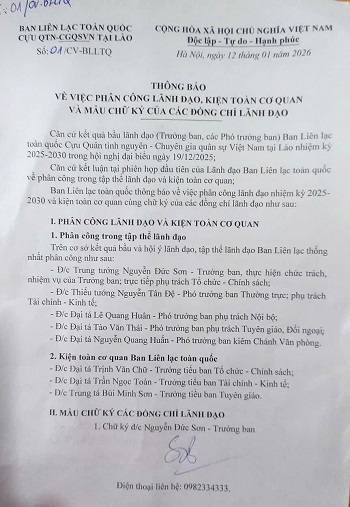 : 01/CV-BLLTQ
BAN LIÊN LẠC TOÀN QUỐC
CỰU QTN-CGQSVN TẠI LÀO
Số: 01/CV-BLLTQ
CỘNG HÒA XÃ HỘI CHỦ NGHĨA VIỆT NAM
Độc lập - Tự do - Hạnh phúc
Hà Nội, ngày 12 tháng 01 năm 2026
THÔNG BÁO
VỀ VIỆC PHÂN CÔNG LÃNH ĐẠO, KIỆN TOÀN CƠ QUAN
VÀ MẪU CHỮ KÝ CỦA CÁC ĐỒNG CHÍ LÃNH ĐẠO
Căn cứ kết quả bầu lãnh đạo (Trưởng ban, các Phó trưởng ban) Ban Liên lạc
toàn quốc Cựu Quân tình nguyện - Chuyên gia quân sự Việt Nam tại Lào nhiệm kỳ
2025-2030 trong hội nghị đại biểu ngày 19/12/2025;
Căn cứ kết luận tại phiên họp đầu tiên của Lãnh đạo Ban Liên lạc toàn quốc
về phân công trong tập thể lãnh đạo và kiện toàn cơ quan;
Ban Liên lạc toàn quốc thông báo về việc phân công lãnh đạo nhiệm kỳ 2025-
2030 và kiện toàn cơ quan cùng chữ ký của các đồng chí lãnh đạo như sau:
I. PHÂN CÔNG LÃNH ĐẠO VÀ KIỆN TOÀN CƠ QUAN
1. Phân công trong tập thể lãnh đạo
Trên cơ sở kết quả bầu và hội ý lãnh đạo, tập thể lãnh đạo Ban Liên lạc thống
nhất phân công như sau:
- Đ/c Trung tướng Nguyễn Đức Sơn - Trưởng ban, thực hiện chức trách,
nhiệm vụ của Trưởng ban; trực tiếp phụ trách Tổ chức - Chính sách;
- Đ/c Thiếu tướng Nguyễn Tân Đệ - Phó trưởng ban Thường trực; phụ trách
Tài chính - Kinh tế;
- Đ/c Đại tá Lê Quang Huân - Phó trưởng ban phụ trách Nội bộ;
- Đ/c Đại tá Tào Văn Thái - Phó trưởng ban phụ trách Tuyên giáo, Đối ngoại;
- Đ/c Đại tá Nguyễn Quang Huân - Phó trưởng ban kiêm Chánh Văn phòng.
2. Kiện toàn cơ quan Ban Liên lạc toàn quốc
- Đ/c Đại tá Trịnh Văn Chữ - Trưởng tiểu ban Tổ chức - Chính sách;
- Đ/c Đại tá Trần Ngọc Toán - Trưởng tiểu ban Tài chính - Kinh tế;
- Đ/c Trung tá Bùi Minh Sơn - Trưởng tiểu ban Tuyên giáo.
II. MẪU CHỮ KÝ CÁC ĐỒNG CHÍ LÃNH ĐẠO
1. Chữ ký đ/c Nguyễn Đức Sơn - Trưởng ban
Điện thoại liên hệ: 0982334333.